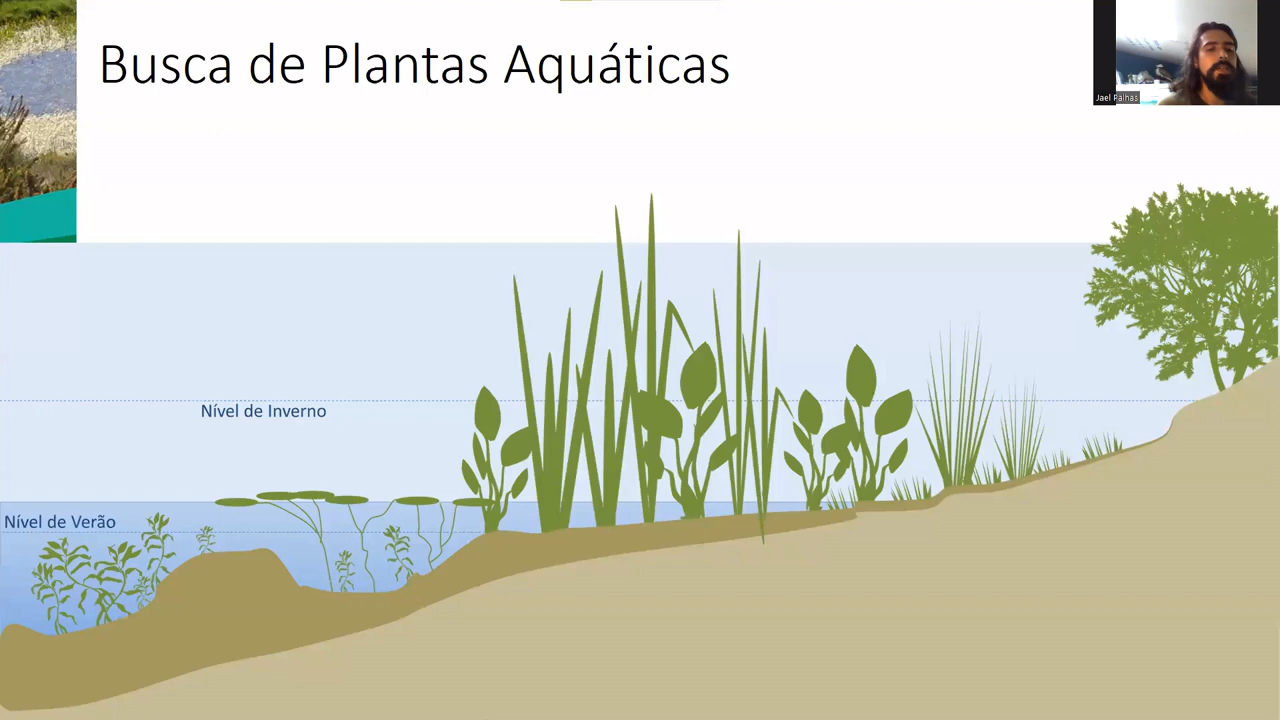 Busca de Plantas Aquáticas
Jael Palhas
Nível de Inverno
Nível de Verão